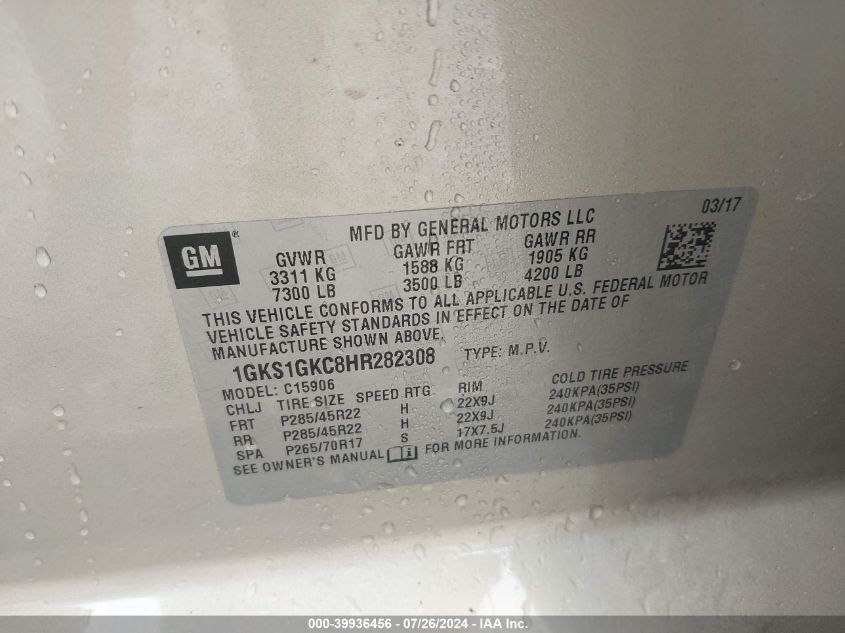 03/17
GM®
MFD BY GENERAL MOTORS LLC
GVWR GAWR FRT GAWR RR
3311 KG 1588 KG 1905 KG
7300 LB 3500 LB 4200 LB
THIS VEHICLE CONFORMS TO ALL APPLICABLE U.S. FEDERAL MOTOR
VEHICLE SAFETY STANDARDS IN EFFECT ON THE DATE OF
MANUFACTURE SHOWN ABOVE.
1GKS1GKC8HR282308 TYPE: M.P.V.
MODEL: C15906
CHLJ TIRE SIZE SPEED RTG RIM COLD TIRE PRESSURE
FRT P285/45R22 H 22X9J 240KPA(35PSI)
RR P285/45R22 H 22X9J 240KPA(35PSI)
SPA P265/70R17 S 17X7.5J 240KPA(35PSI)
SEE OWNER'S MANUAL FOR MORE INFORMATION.
000-39936456 - 07/26/2024 - IAA Inc.